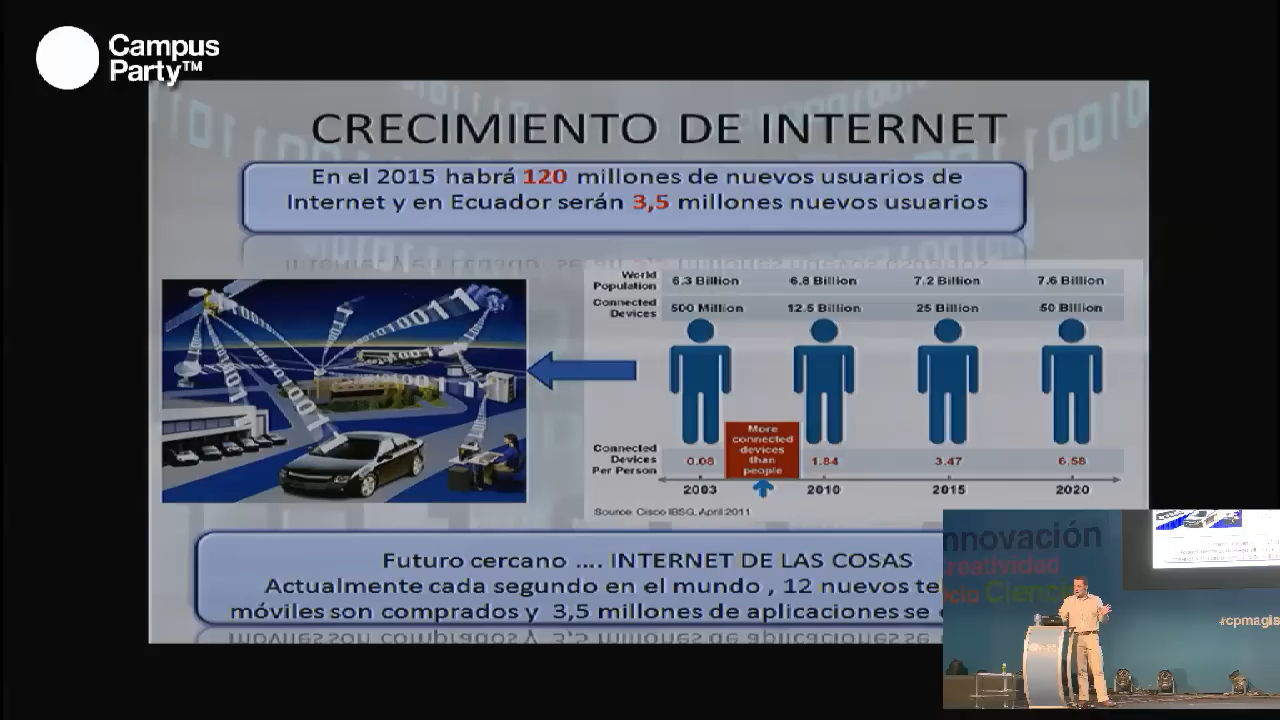 Campus
Party™
CRECIMIENTO DE INTERNET
En el 2015 habrá 120 millones de nuevos usuarios de
Internet y en Ecuador serán 3,5 millones nuevos usuarios
World Population 6.3 Billion 6.8 Billion 7.2 Billion 7.6 Billion
Connected Devices 500 Million 12.5 Billion 25 Billion 50 Billion
More
connected
devices
than
people
Connected Devices Per Person 0.08 1.84 3.47 6.58
2003 2010 2015 2020
Source: Cisco IBSG, April 2011
Futuro cercano .... INTERNET DE LAS COSAS
Actuamente cada segundo en el mundo , 12 nuevos te
móviles son comprados y 3,5 millones de aplicaciones se
nnovación
reatividad
ocio Cienci
#cpmagis